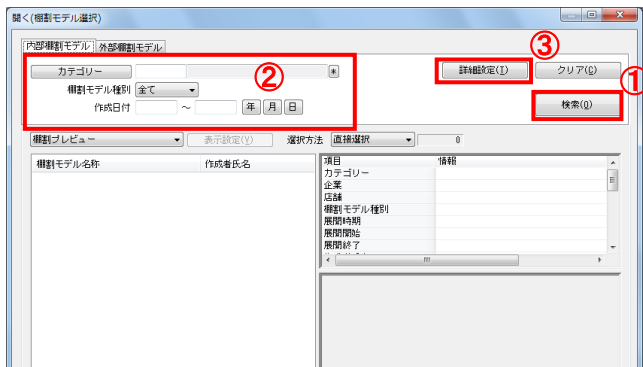 開く(棚割モデル選択)
内部棚割モデル 外部棚割モデル
③
カテゴリー * ② 詳細設定(I) クリア(C) ①
棚割モデル種別 全て
作成日付 ～ 年 月 日 検索(Q)
棚割プレビュー 表示設定(V) 選択方法 直接選択 0
棚割モデル名称 作成者氏名 項目 情報
カテゴリー
企業
店舗
棚割モデル種別
展開時期
展開開始
展開終了